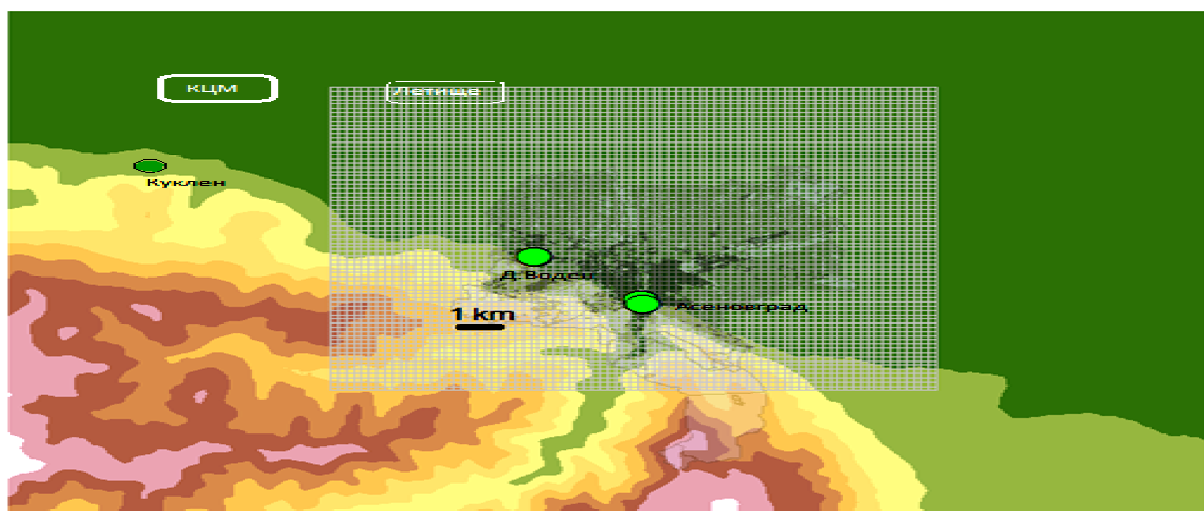 КЦМ
Летище
Куклен
Д.Воден
1 km
Асеновград